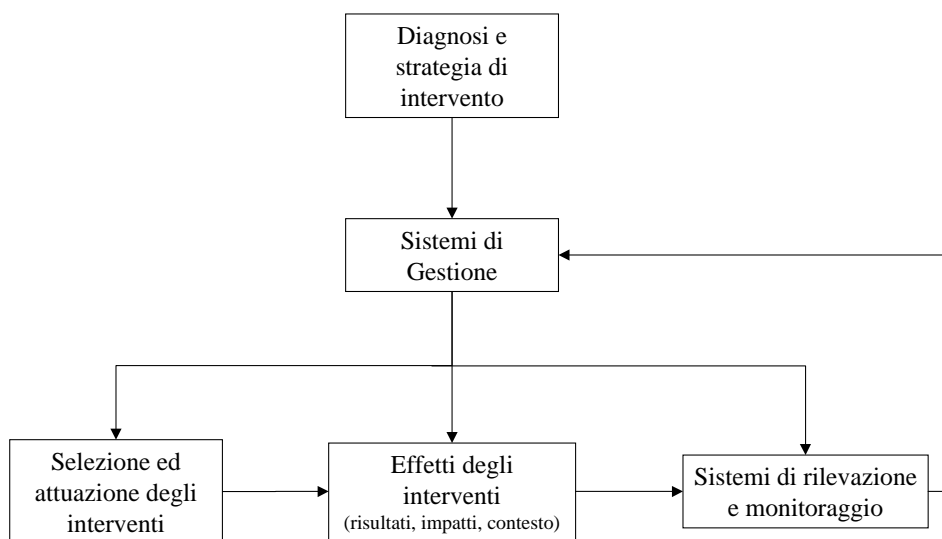 Diagnosi e
strategia di
intervento
Sistemi di
Gestione
Selezione ed
attuazione degli
interventi
Effetti degli
interventi
(risultati, impatti, contesto)
Sistemi di rilevazione
e monitoraggio